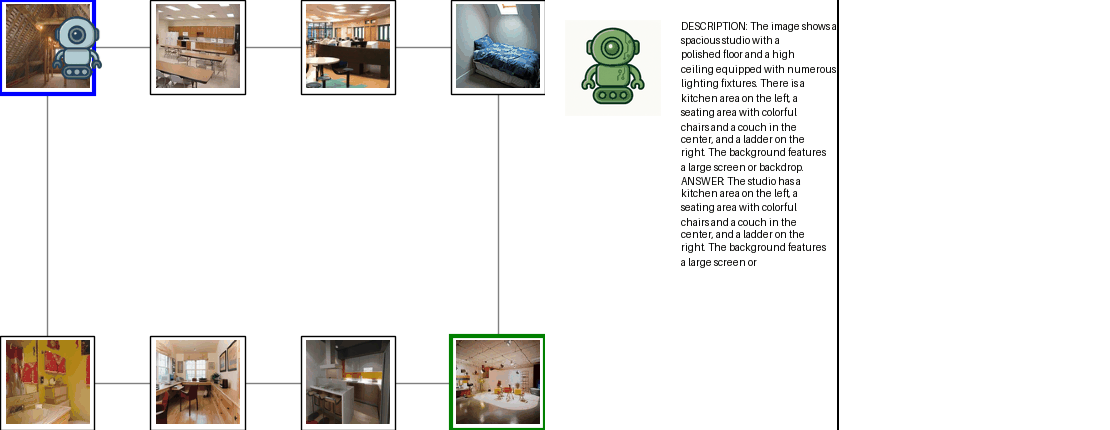 DESCRIPTION: The image shows a
spacious studio with a
polished floor and a high
ceiling equipped with numerous
lighting fixtures. There is a
kitchen area on the left, a
seating area with colorful
chairs and a couch in the
center, and a ladder on the
right. The background features
a large screen or backdrop.
ANSWER: The studio has a
kitchen area on the left, a
seating area with colorful
chairs and a couch in the
center, and a ladder on the
right. The background features
a large screen or